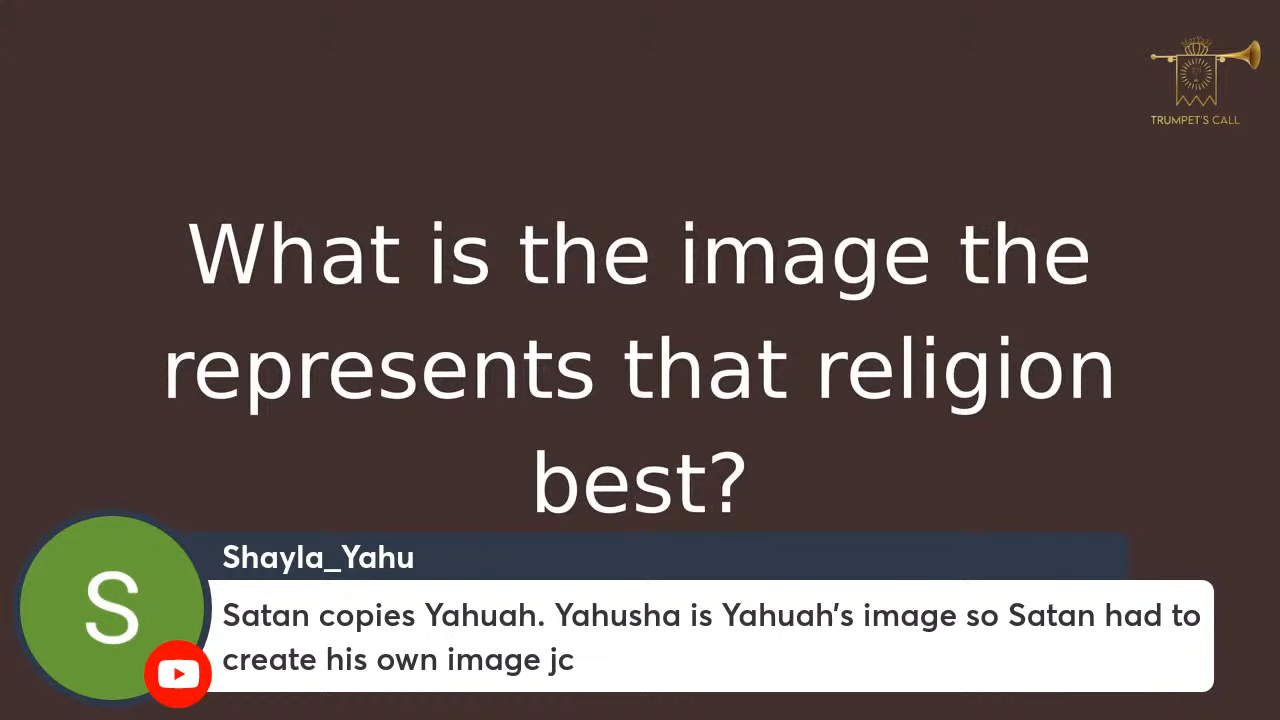 TRUMPET'S CALL
What is the image the
represents that religion
best?
S
Shayla_Yahu
Satan copies Yahuah. Yahusha is Yahuah's image so Satan had to
create his own image jc